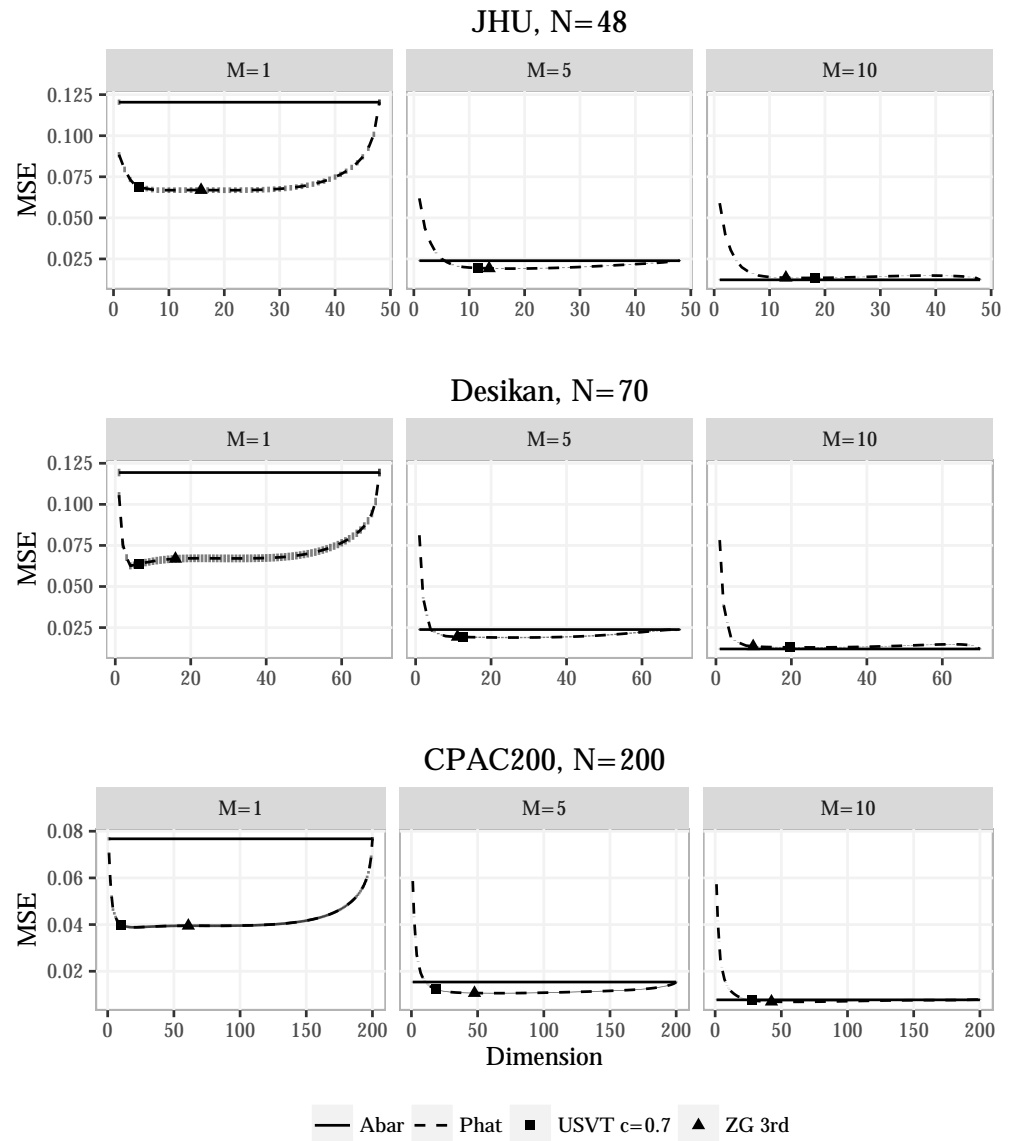 JHU, N=48
M=1 M=5 M=10
MSE
0.125
0.100
0.075
0.050
0.025
0 10 20 30 40 50 0 10 20 30 40 50 0 10 20 30 40 50
Desikan, N=70
M=1 M=5 M=10
MSE
0.125
0.100
0.075
0.050
0.025
0 20 40 60 0 20 40 60 0 20 40 60
CPAC200, N=200
M=1 M=5 M=10
MSE
0.08
0.06
0.04
0.02
0 50 100 150 200 0 50 100 150 200 0 50 100 150 200
Dimension
Abar Phat USVT c=0.7 ZG 3rd